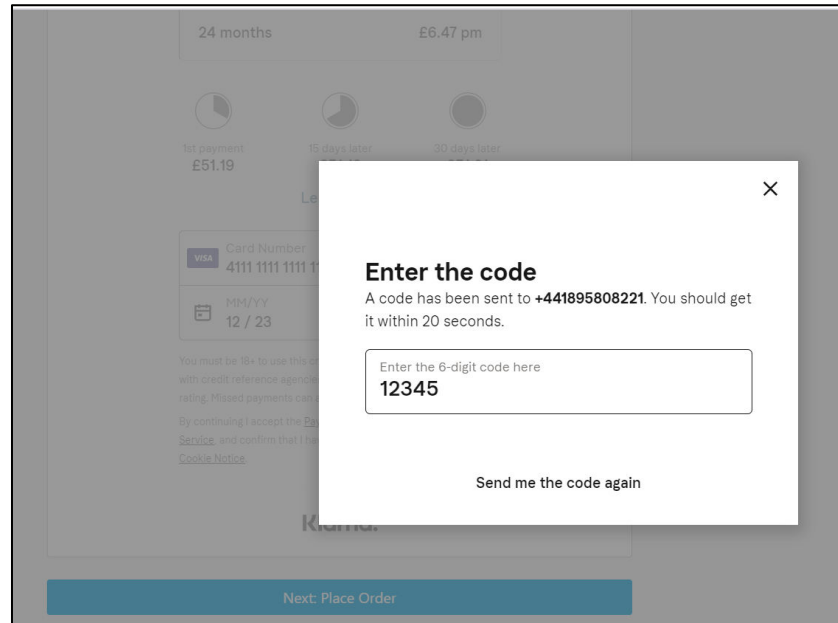 24 months £6.47 pm
1st payment 15 days later 30 days later
£51.19
Le
VISA
Card Number
4111 1111 1111 1
MM/YY
12 / 23
You must be 18+ to use this
with credit reference agencies
rating. Missed payments can
By continuing I accept the
Service, and confirm that I
Cookie Notice.
Enter the code
A code has been sent to +441895808221. You should get
it within 20 seconds.
Enter the 6-digit code here
12345
Send me the code again
Klarna.
Next: Place Order